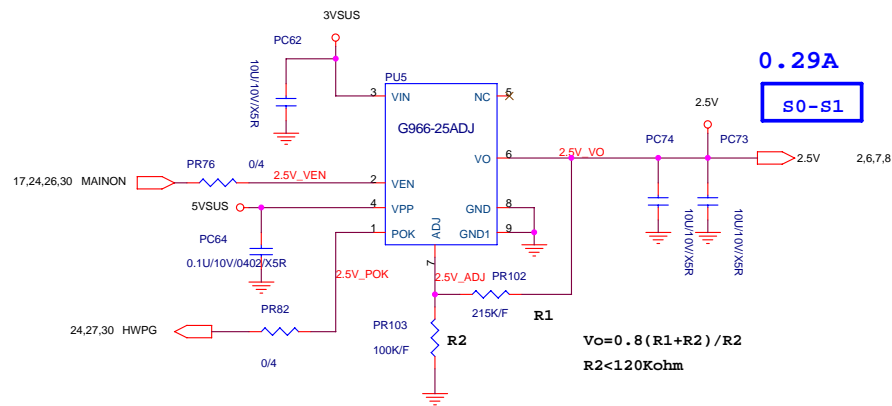 3VSUS
0.29A
PC62
10U/10V/X5R
PU5
S0-S1
3
VIN
NC
5
2.5V
G966-25ADJ
PC74
PC73
PR76
0/4
VO
6
2.5V_VO
2.5V
2,6,7,8
17,24,26,30 MAINON
2.5V_VEN
2
VEN
5VSUS
4
VPP
GND
8
10U/10V/X5R
10U/10V/X5R
1
POK
ADJ
GND1
9
PC64
0.1U/10V/0402/X5R
7
2.5V_POK
2.5V_ADJ
PR102
215K/F
R1
24,27,30 HWPG
PR82
0/4
PR103
100K/F
R2
Vo=0.8(R1+R2)/R2
R2<120Kohm